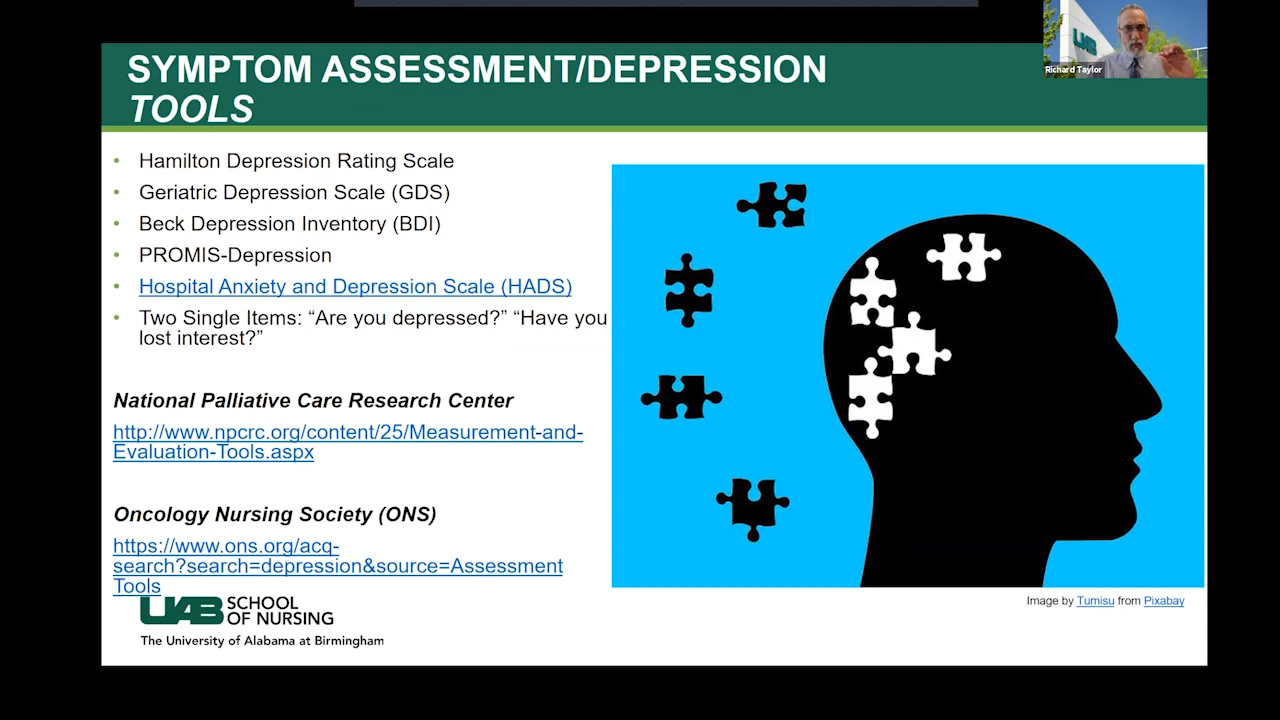 SYMPTOM ASSESSMENT/DEPRESSION
TOOLS
UAB
Richard Taylor
• Hamilton Depression Rating Scale
• Geriatric Depression Scale (GDS)
• Beck Depression Inventory (BDI)
• PROMIS-Depression
• Hospital Anxiety and Depression Scale (HADS)
• Two Single Items: “Are you depressed?” “Have you
lost interest?”
National Palliative Care Research Center
http://www.npcrc.org/content/25/Measurement-and-
Evaluation-Tools.aspx
Oncology Nursing Society (ONS)
https://www.ons.org/acq-
search?search=depression&source=Assessment
Tools
UAB SCHOOL
OF NURSING
The University of Alabama at Birmingham
Image by Tumisu from Pixabay